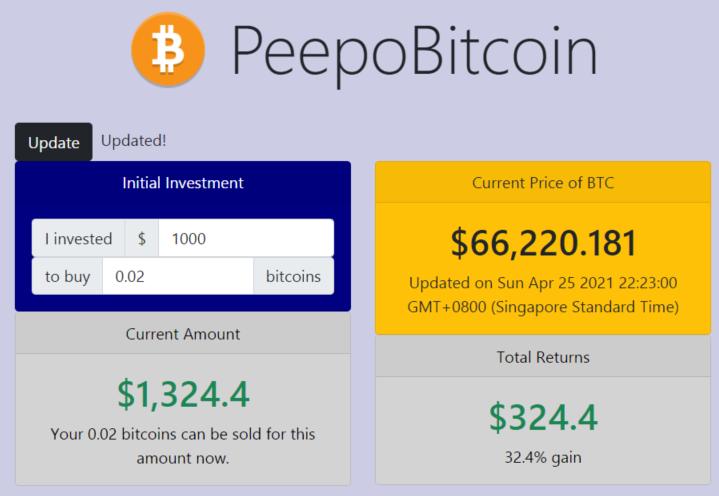 PeepoBitcoin
Update Updated!
Initial Investment
I invested $ 1000
to buy 0.02 bitcoins
Current Amount
$1,324.4
Your 0.02 bitcoins can be sold for this
amount now.
Current Price of BTC
$66,220.181
Updated on Sun Apr 25 2021 22:23:00
GMT+0800 (Singapore Standard Time)
Total Returns
$324.4
32.4% gain